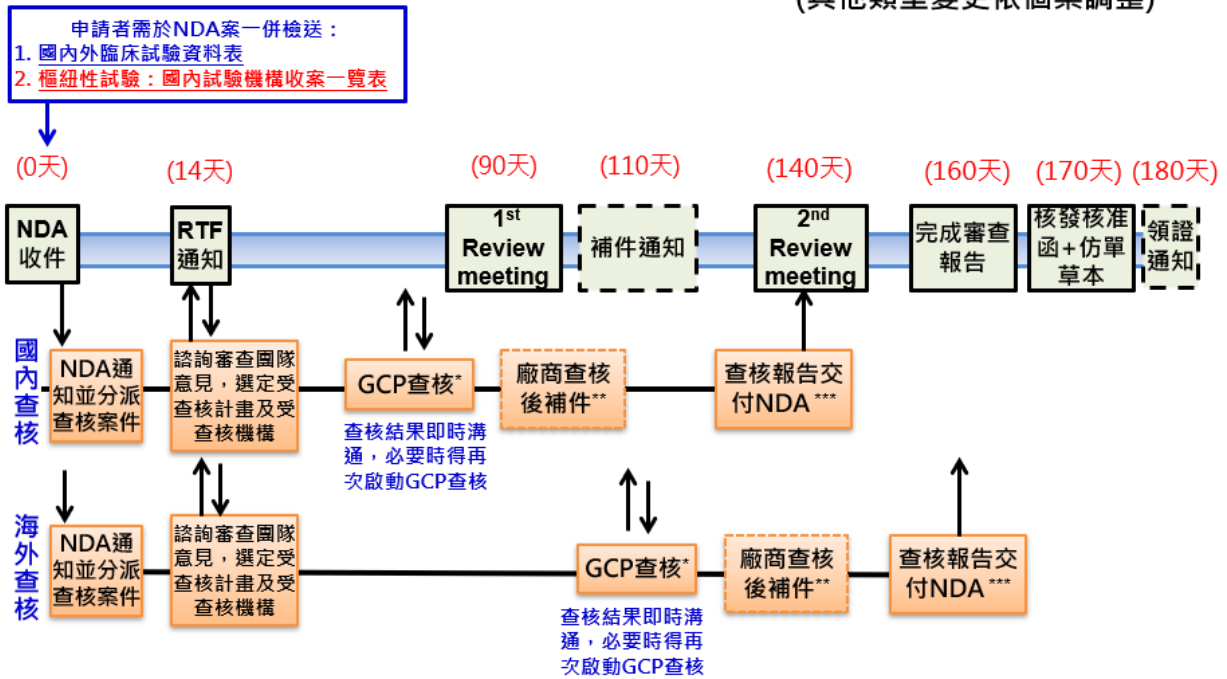 (其他類型變更依個案調整)
申請者需於NDA案一併檢送：
1. 國內外臨床試驗資料表
2. 樞紐性試驗：國內試驗機構收案一覽表
(0天)
(14天)
(90天)
(110天)
(140天)
(160天)
(170天)
(180天)
NDA
收件
RTF
通知
1st
Review
meeting
補件通知
2nd
Review
meeting
完成審查
報告
核發核准
函+仿單
草本
領證
通知
國內查核
NDA通
知並分派
查核案件
諮詢審查團隊
意見，選定受
查核計畫及受
查核機構
GCP查核*
查核結果即時溝
通，必要時得再
次啟動GCP查核
廠商查核
後補件**
查核報告交
付NDA ***
海外查核
NDA通
知並分派
查核案件
諮詢審查團隊
意見，選定受
查核計畫及受
查核機構
GCP查核*
查核結果即時溝
通，必要時得再
次啟動GCP查核
廠商查核
後補件**
查核報告交
付NDA ***